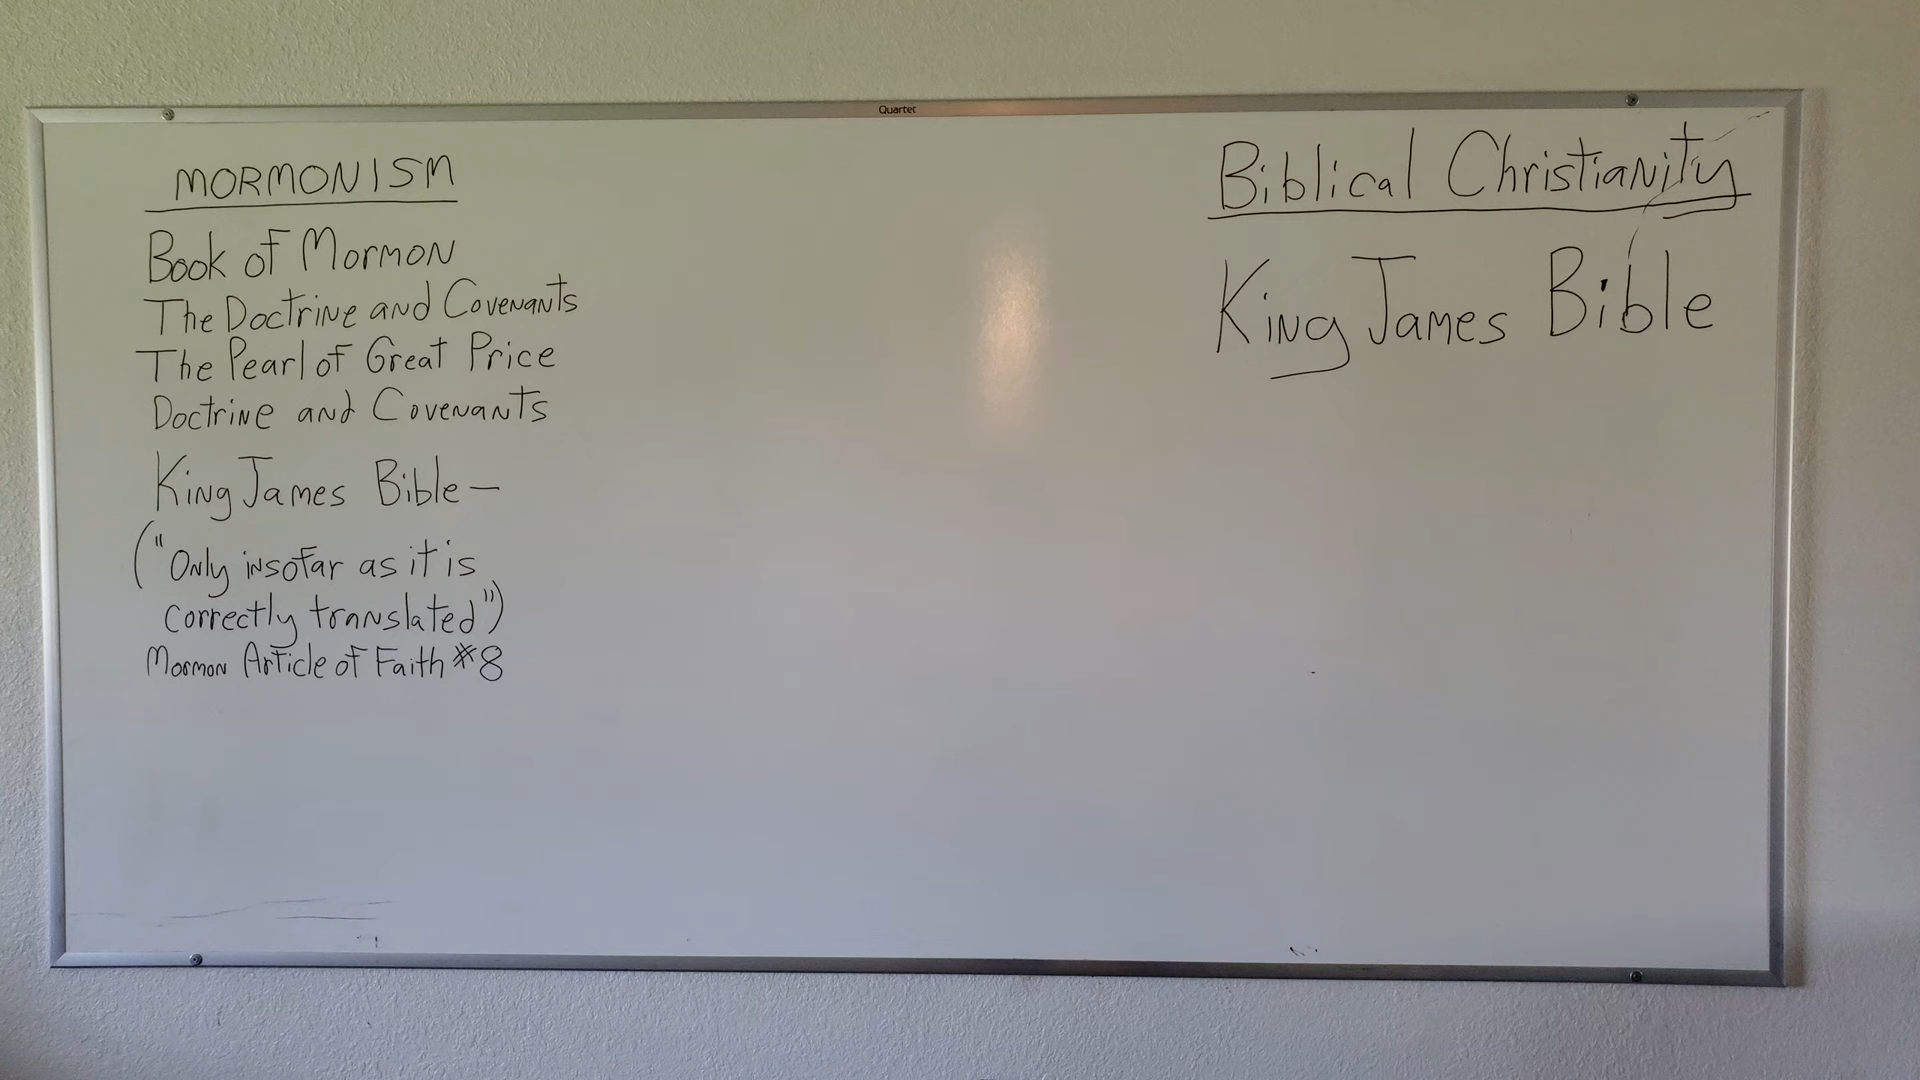 Quartet
MORMONISM
Book of Mormon
The Doctrine and Covenants
The Pearl of Great Price
Doctrine and Covenants
King James Bible —
("Only insofar as it is
correctly translated")
Mormon Article of Faith #8
Biblical Christianity
King James Bible